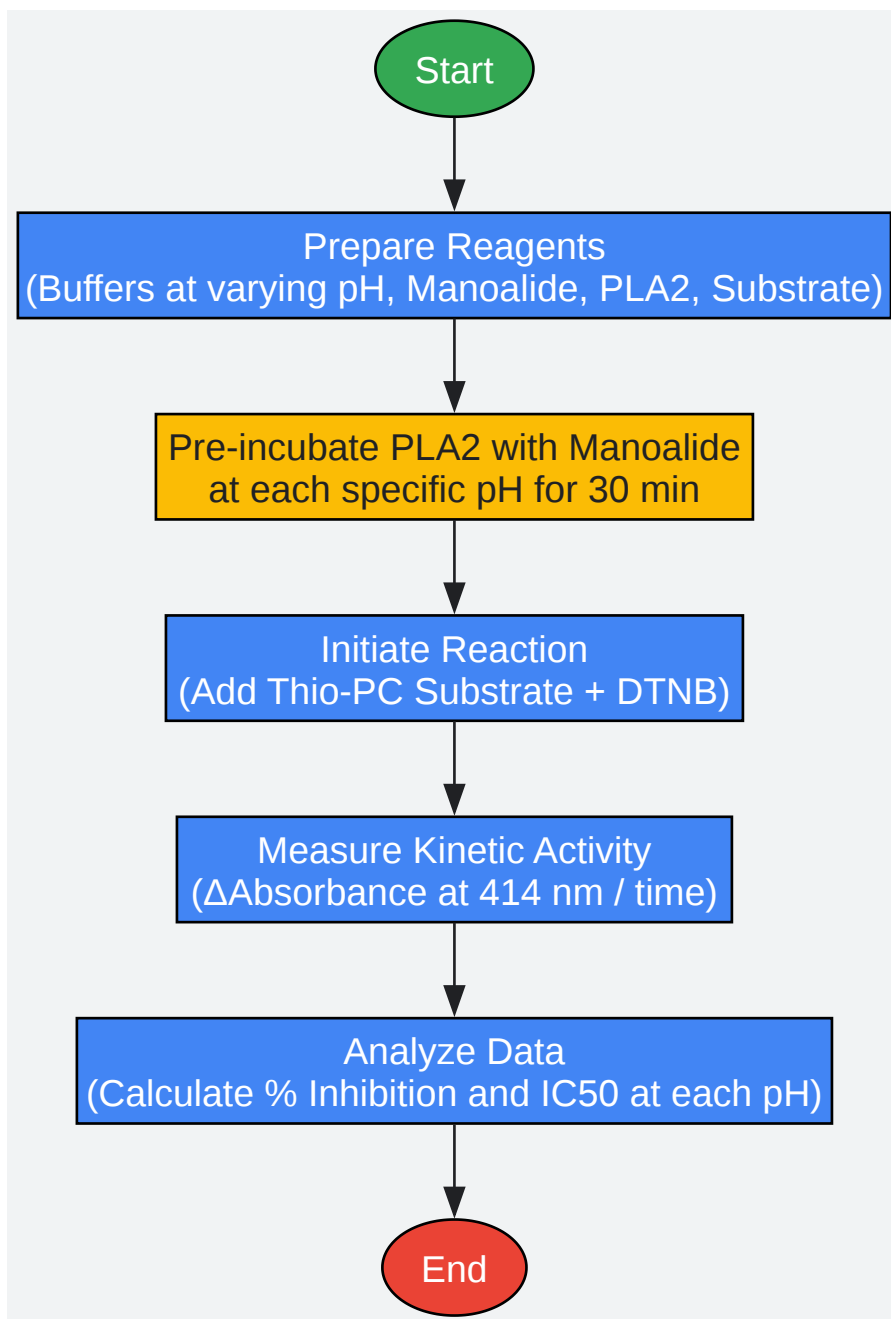 Start
Prepare Reagents
(Buffers at varying pH, Manoalide, PLA2, Substrate)
Pre-incubate PLA2 with Manoalide
at each specific pH for 30 min
Initiate Reaction
(Add Thio-PC Substrate + DTNB)
Measure Kinetic Activity
(ΔAbsorbance at 414 nm / time)
Analyze Data
(Calculate % Inhibition and IC50 at each pH)
End